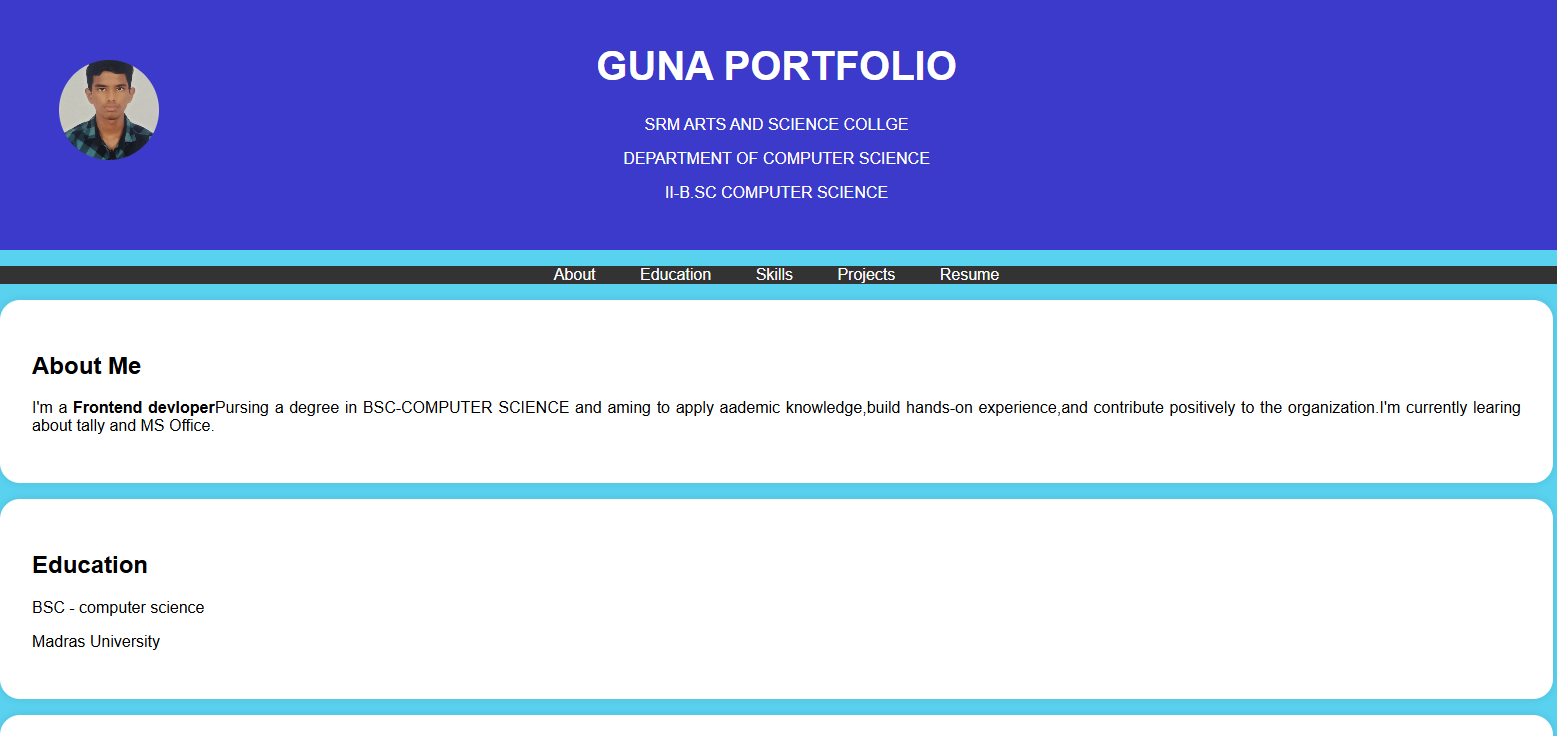 GUNA PORTFOLIO
SRM ARTS AND SCIENCE COLLGE
DEPARTMENT OF COMPUTER SCIENCE
II-B.SC COMPUTER SCIENCE
About Education Skills Projects Resume
About Me
I'm a Frontend devloperPursing a degree in BSC-COMPUTER SCIENCE and aming to apply aademic knowledge,build hands-on experience,and contribute positively to the organization.I'm currently learing
about tally and MS Office.
Education
BSC - computer science
Madras University